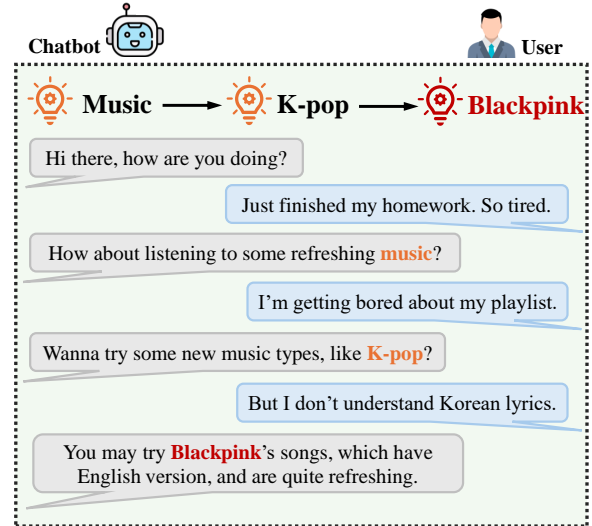 Chatbot User
Music K-pop Blackpink
Hi there, how are you doing?
Just finished my homework. So tired.
How about listening to some refreshing music?
I'm getting bored about my playlist.
Wanna try some new music types, like K-pop?
But I don't understand Korean lyrics.
You may try Blackpink's songs, which have
English version, and are quite refreshing.